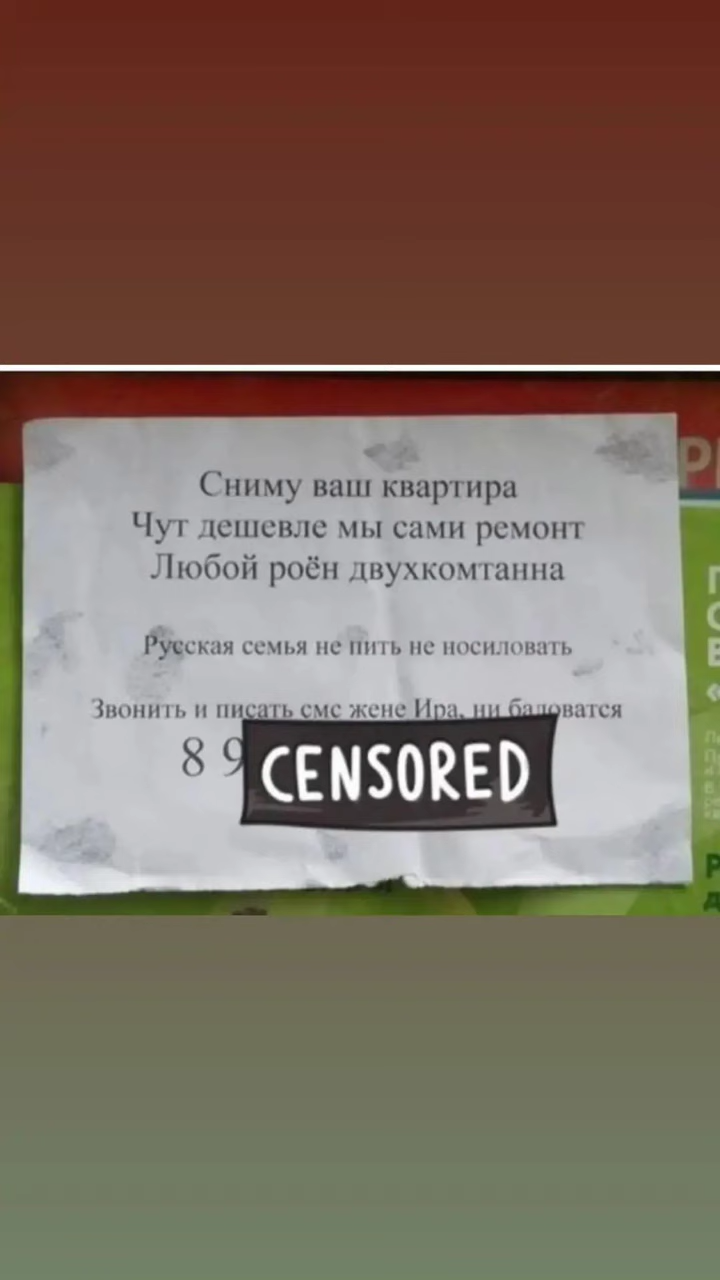 Сниму ваш квартира
Чут дешевле мы сами ремонт
Любой роён двухкомтанна
Русская семья не пить не носиловать
Звонить и писать смс жене Ира, ни баловатся
8 9
CENSORED